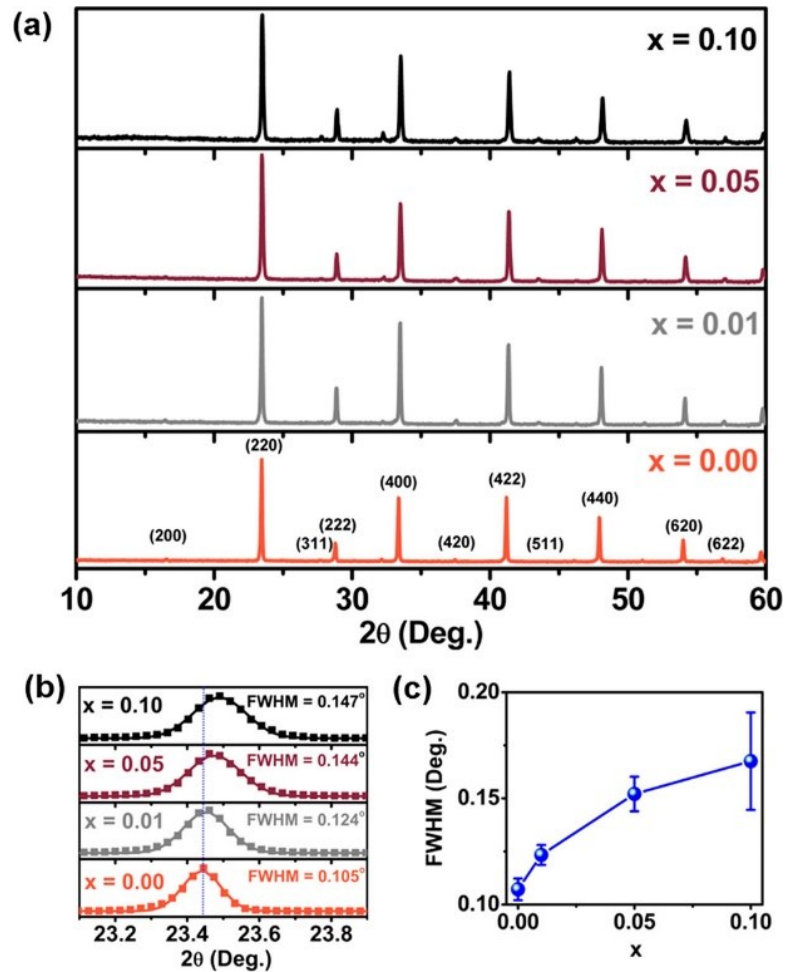 (a)
x = 0.10
x = 0.05
x = 0.01
x = 0.00
(220)
(400)
(422)
(440)
(200)
(222)
(620)
(311)
(420)
(511)
(622)
10 20 30 40 50 60
2θ (Deg.)
(b)
x = 0.10 FWHM = 0.147°
x = 0.05 FWHM = 0.144°
x = 0.01 FWHM = 0.124°
x = 0.00 FWHM = 0.105°
23.2 23.4 23.6 23.8
2θ (Deg.)
(c)
FWHM (Deg.)
0.20
0.15
0.10
0.00 0.05 0.10
x